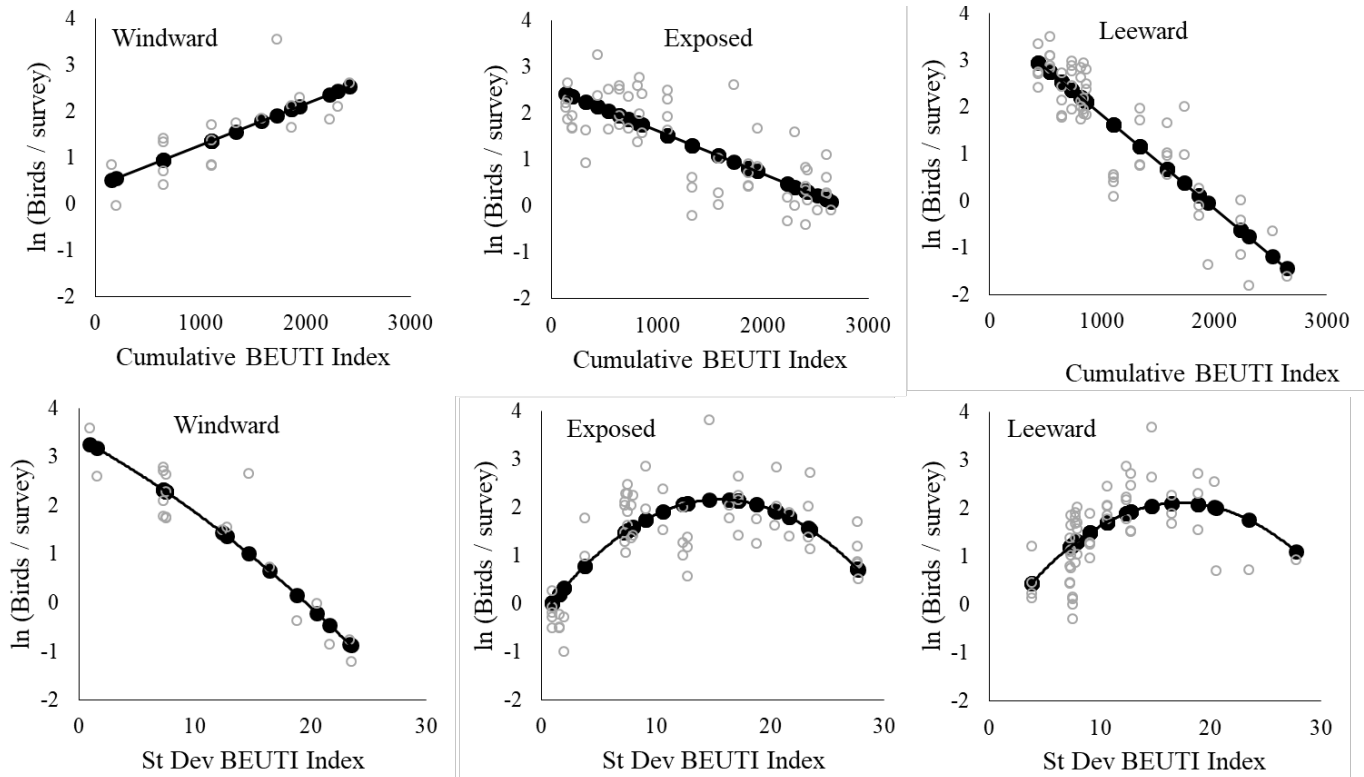 Windward
ln (Birds / survey)
4
3
2
1
0
-1
-2
0 1000 2000 3000
Cumulative BEUTI Index
Exposed
ln (Birds / survey)
4
3
2
1
0
-1
-2
0 1000 2000 3000
Cumulative BEUTI Index
Leeward
ln (Birds / survey)
4
3
2
1
0
-1
-2
0 1000 2000 3000
Cumulative BEUTI Index
Windward
ln (Birds / survey)
4
3
2
1
0
-1
-2
0 10 20 30
St Dev BEUTI Index
Exposed
ln (Birds / survey)
4
3
2
1
0
-1
-2
0 10 20 30
St Dev BEUTI Index
Leeward
ln (Birds / survey)
4
3
2
1
0
-1
-2
0 10 20 30
St Dev BEUTI Index